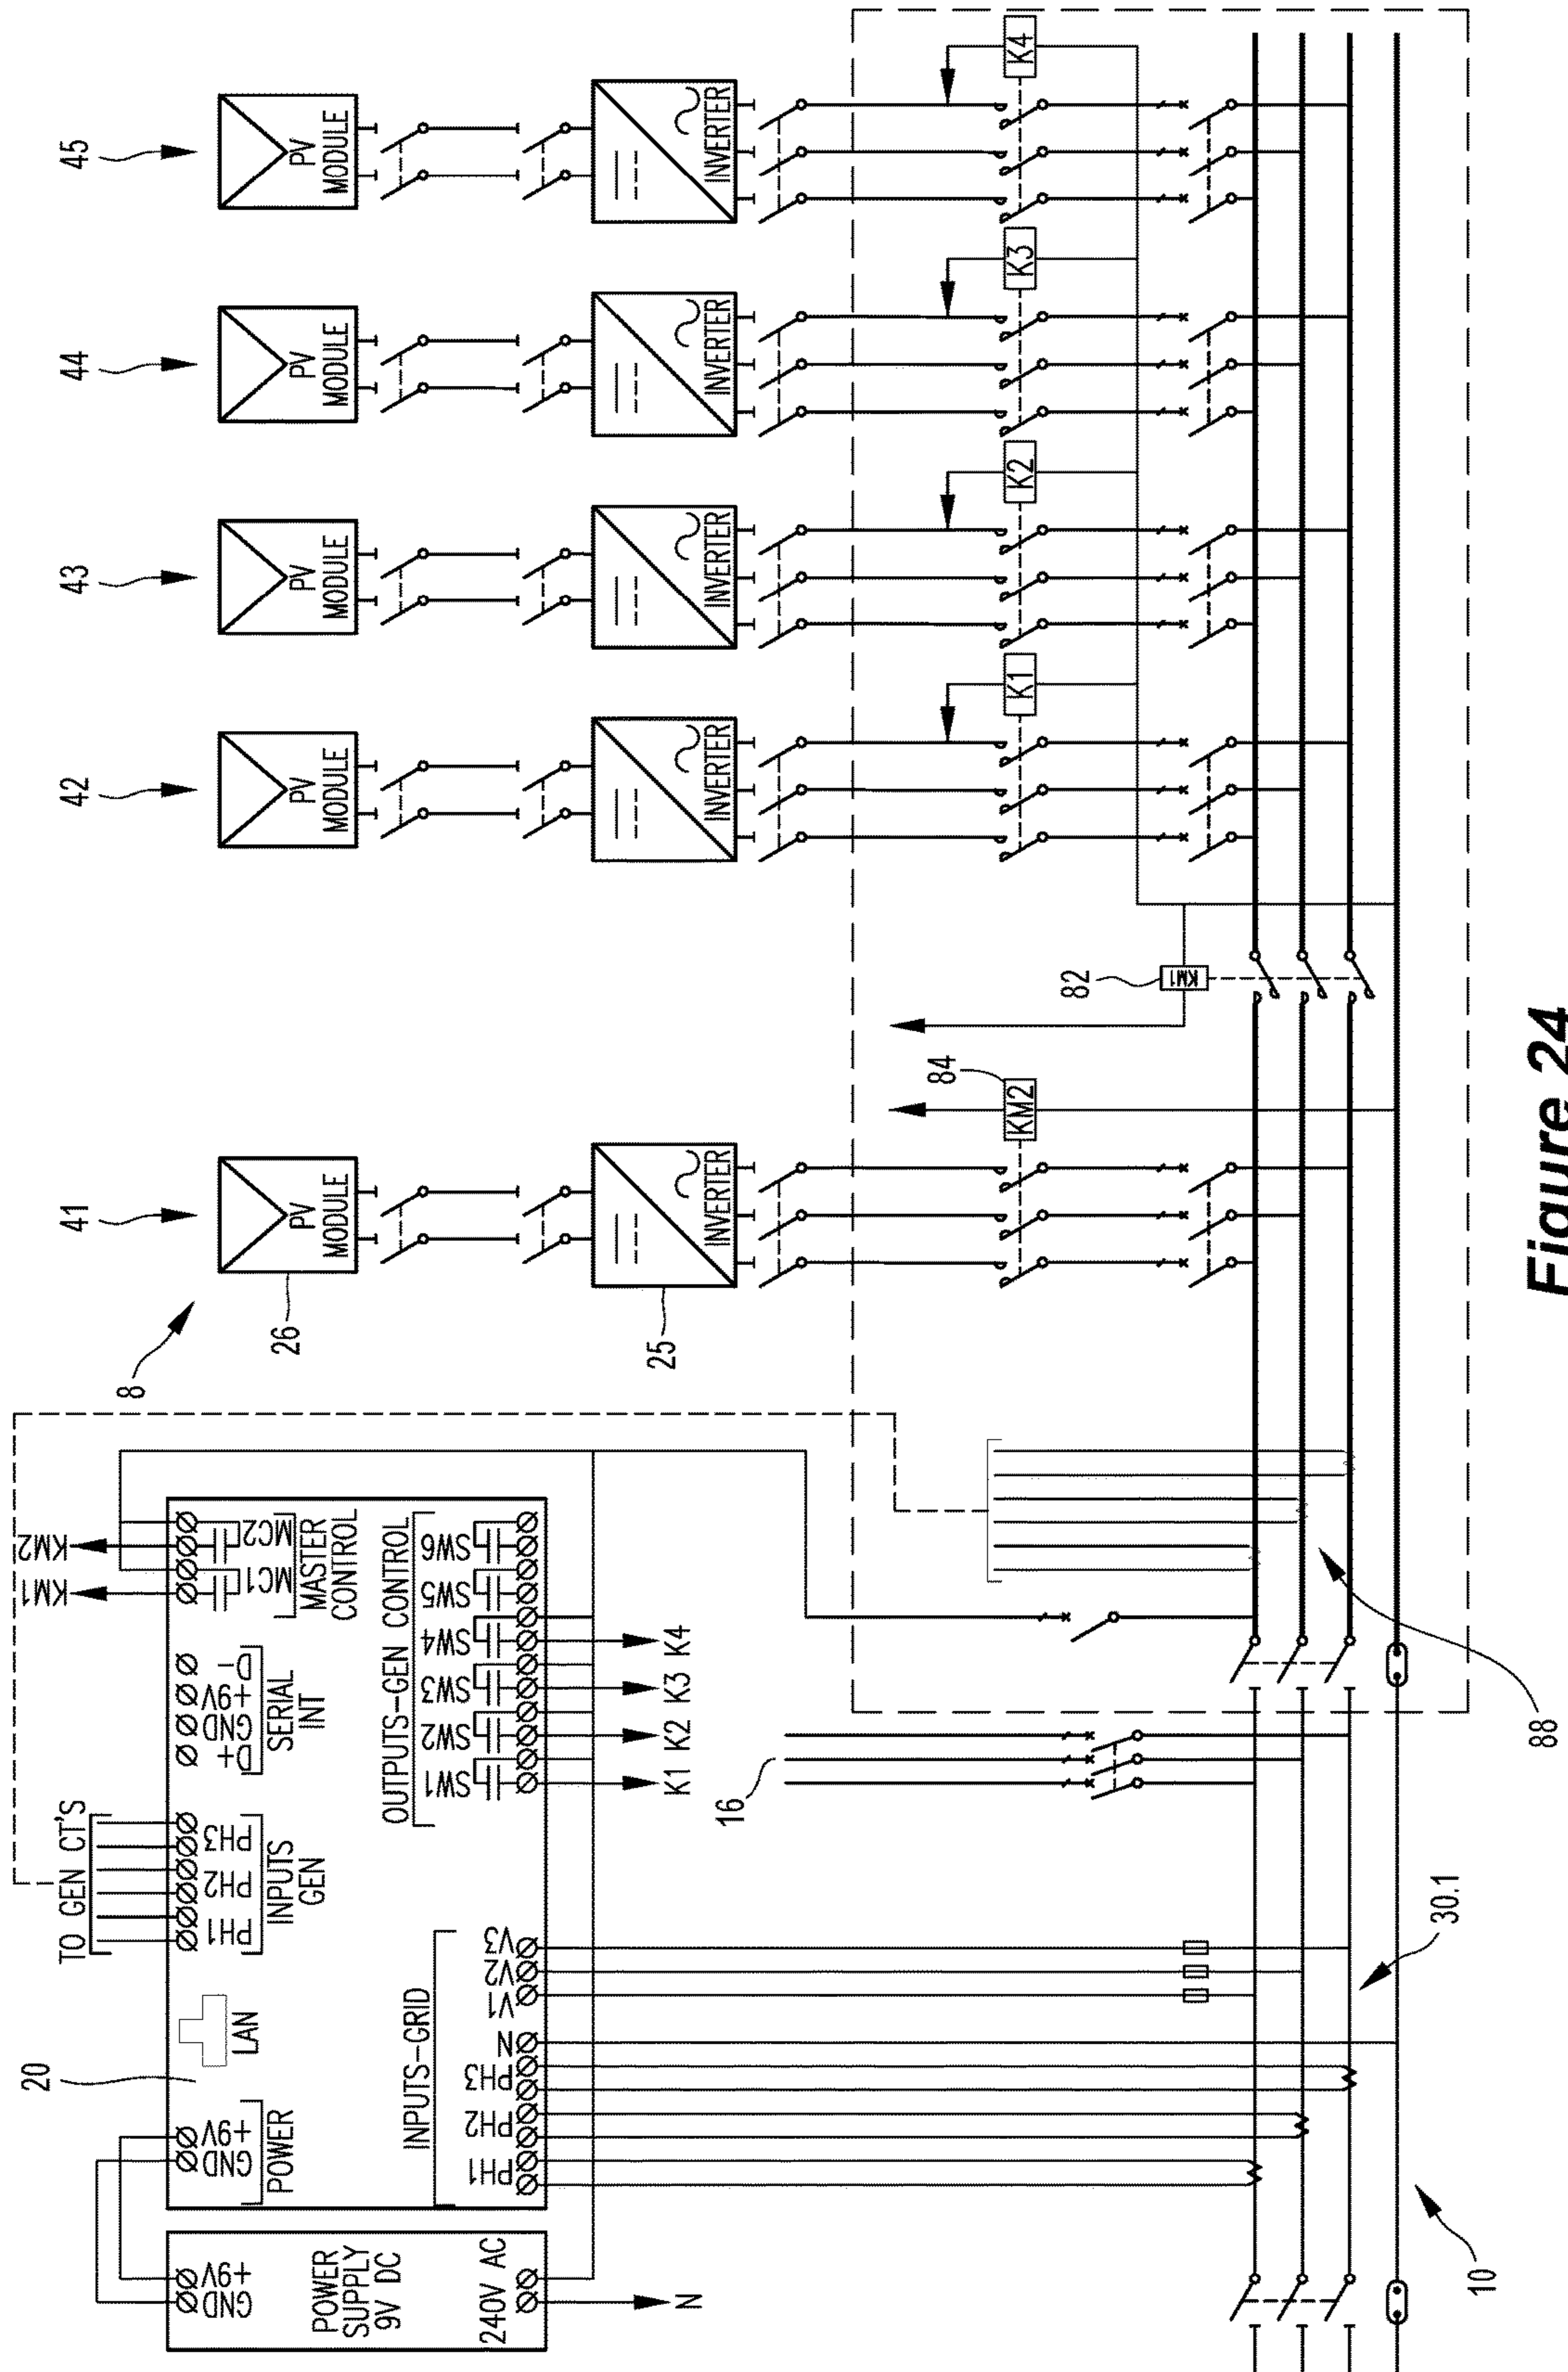 45
44
43
42
41
8
26
25
PV
MODULE
PV
MODULE
PV
MODULE
PV
MODULE
PV
MODULE
INVERTER
INVERTER
INVERTER
INVERTER
INVERTER
K4
K3
K2
K1
KM1
82
KM2
84
KM2
KM1
MC2
MC1
MASTER
CONTROL
D-
+9V
GND
D+
SERIAL
INT
TO GEN CT'S
PH3
PH2
PH1
INPUTS
GEN
LAN
20
+9V
GND
POWER
OUTPUTS-GEN CONTROL
SW6
SW5
SW4
SW3
SW2
SW1
K4
K3
K2
K1
INPUTS-GRID
V3
V2
V1
N
PH3
PH2
PH1
+9V
GND
POWER
SUPPLY
9V DC
240V AC
N
16
88
30.1
10
Figure 24